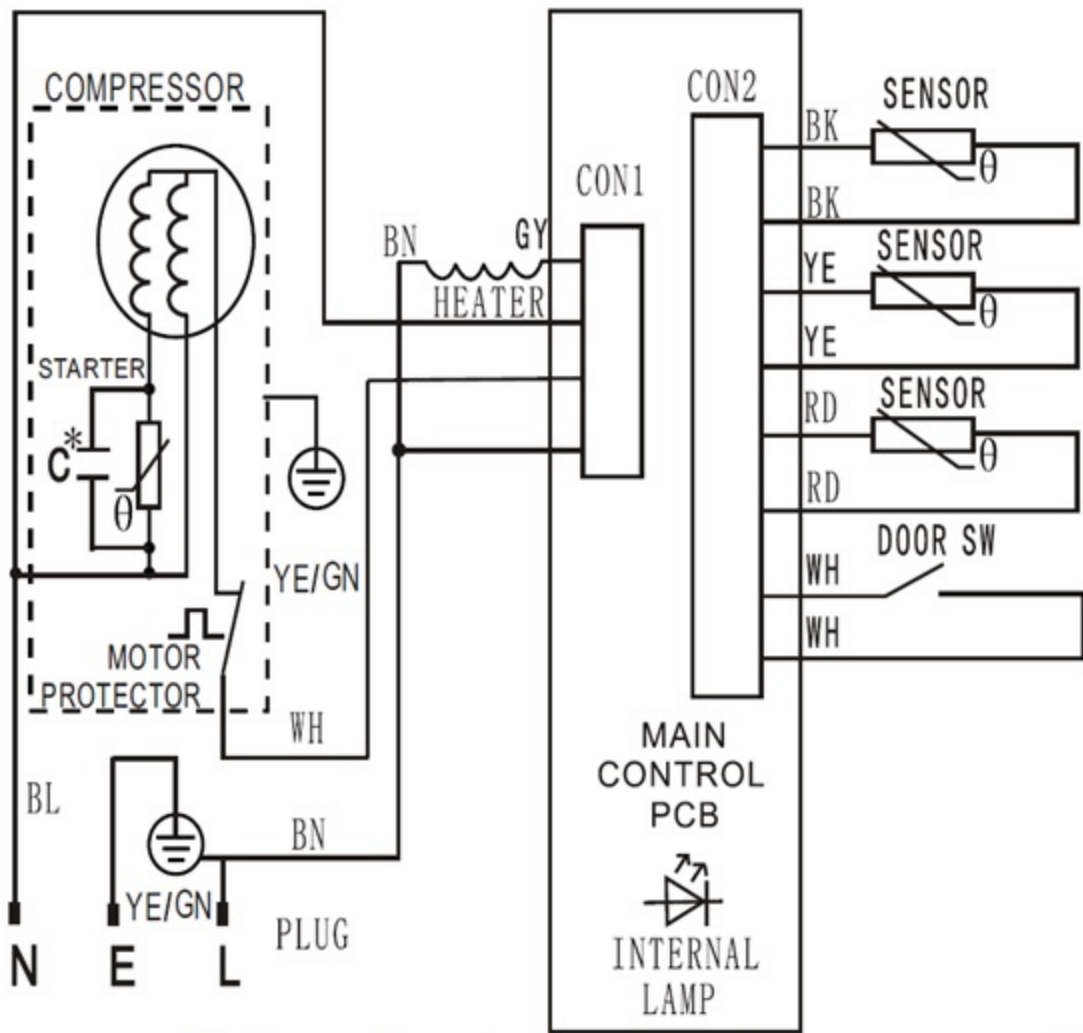 COMPRESSOR
STARTER
C*
θ
MOTOR
PROTECTOR
YE/GN
WH
BL
BN
YE/GN
PLUG
N
E
L
BN
HEATER
GY
CON1
CON2
BK
SENSOR
θ
BK
SENSOR
YE
θ
YE
SENSOR
RD
θ
RD
DOOR SW
WH
WH
MAIN
CONTROL
PCB
INTERNAL
LAMP